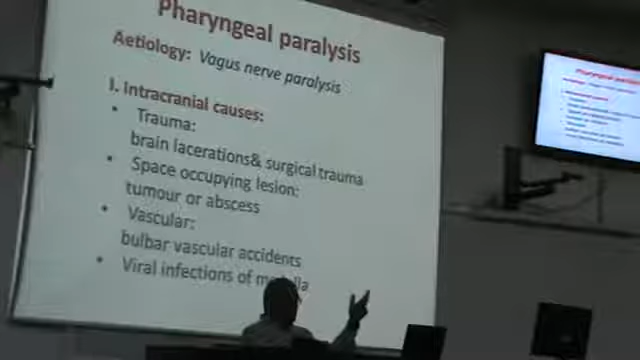 Pharyngeal paralysis
Aetiology: Vagus nerve paralysis
I. Intracranial causes:
• Trauma:
brain lacerations& surgical trauma
• Space occupying lesion:
tumour or abscess
• Vascular:
bulbar vascular accidents
• Viral infections of